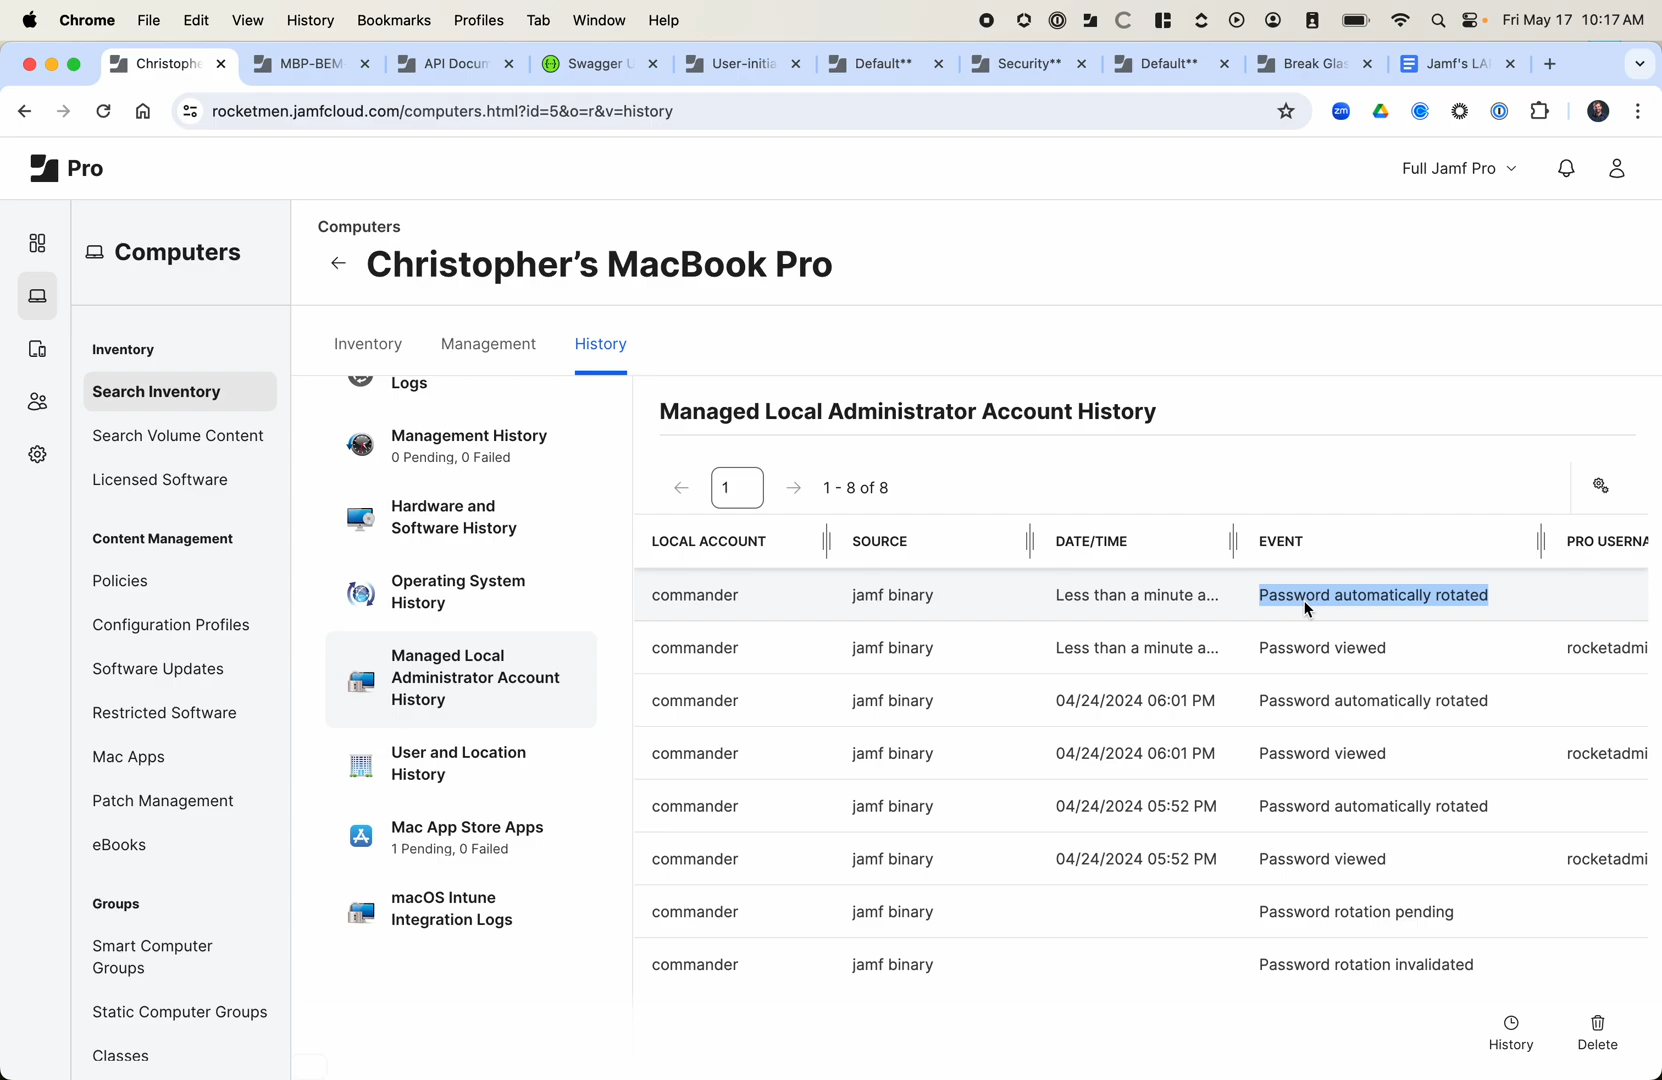 Chrome File Edit View History Bookmarks Profiles Tab Window Help Fri May 17 10:17 AM
Christophe MBP-BEM API Docum Swagger U User-initia Default** Security** Default** Break Glas Jamf's LA
rocketmen.jamfcloud.com/computers.html?id=5&o=r&v=history
Pro
Full Jamf Pro
Computers
Inventory
Search Inventory
Search Volume Content
Licensed Software
Content Management
Policies
Configuration Profiles
Software Updates
Restricted Software
Mac Apps
Patch Management
eBooks
Groups
Smart Computer
Groups
Static Computer Groups
Classes
Computers
Christopher’s MacBook Pro
Inventory Management History
Logs
Management History
0 Pending, 0 Failed
Hardware and
Software History
Operating System
History
Managed Local
Administrator Account
History
User and Location
History
Mac App Store Apps
1 Pending, 0 Failed
macOS Intune
Integration Logs
Managed Local Administrator Account History
1 1 - 8 of 8
LOCAL ACCOUNT SOURCE DATE/TIME EVENT PRO USERNA
commander jamf binary Less than a minute a... Password automatically rotated
commander jamf binary Less than a minute a... Password viewed rocketadmi
commander jamf binary 04/24/2024 06:01 PM Password automatically rotated
commander jamf binary 04/24/2024 06:01 PM Password viewed rocketadmi
commander jamf binary 04/24/2024 05:52 PM Password automatically rotated
commander jamf binary 04/24/2024 05:52 PM Password viewed rocketadmi
commander jamf binary Password rotation pending
commander jamf binary Password rotation invalidated
History Delete